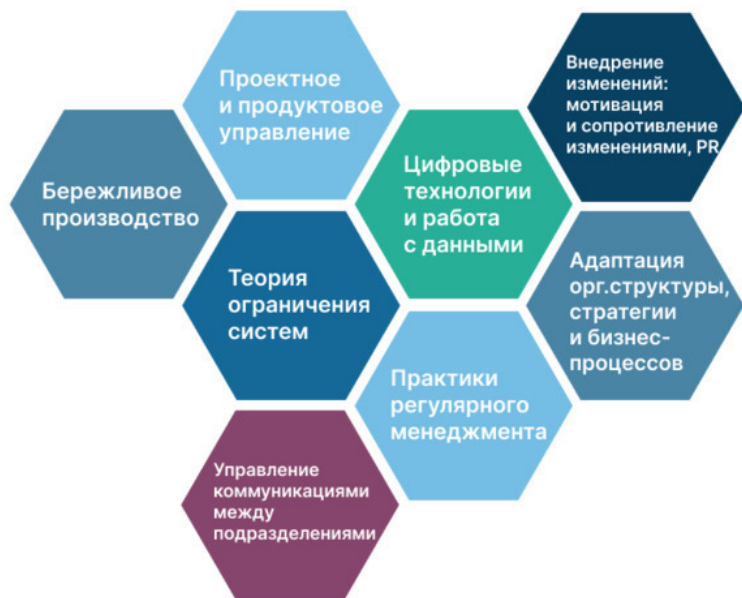 Проектное
и продуктовое
управление
Внедрение
изменений:
мотивация
и сопротивление
изменениями, PR
Бережливое
производство
Цифровые
технологии
и работа
с данными
Теория
ограничения
систем
Адаптация
орг.структуры,
стратегии
и бизнес-
процессов
Практики
регулярного
менеджмента
Управление
коммуникациями
между
подразделениями